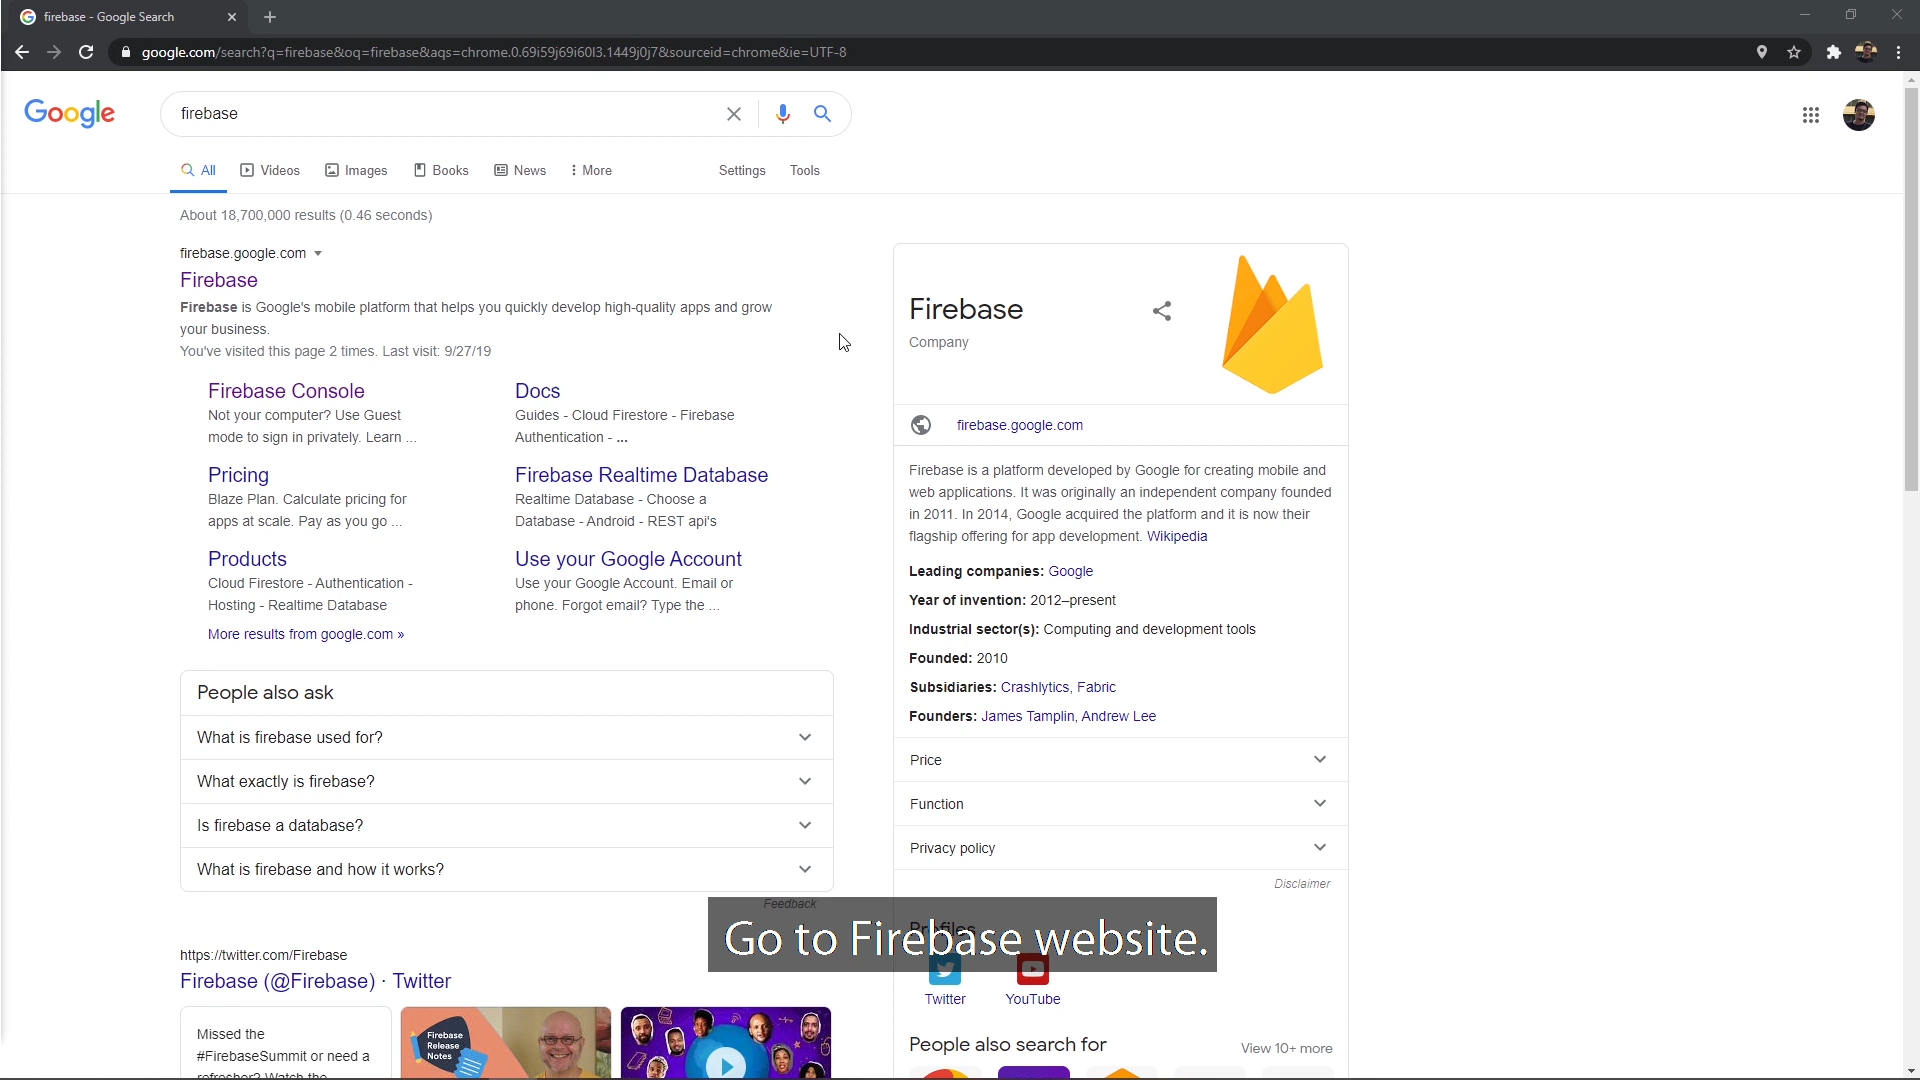 firebase - Google Search
google.com/search?q=firebase&oq=firebase&aqs=chrome.0.69i59j69i60l3.1449j0j7&sourceid=chrome&ie=UTF-8
Google
firebase
All
Videos
Images
Books
News
More
Settings
Tools
About 18,700,000 results (0.46 seconds)
firebase.google.com
Firebase
Firebase is Google's mobile platform that helps you quickly develop high-quality apps and grow
your business.
You've visited this page 2 times. Last visit: 9/27/19
Firebase Console
Not your computer? Use Guest
mode to sign in privately. Learn ...
Docs
Guides - Cloud Firestore - Firebase
Authentication - ...
Pricing
Blaze Plan. Calculate pricing for
apps at scale. Pay as you go ...
Firebase Realtime Database
Realtime Database - Choose a
Database - Android - REST api's
Products
Cloud Firestore - Authentication -
Hosting - Realtime Database
Use your Google Account
Use your Google Account. Email or
phone. Forgot email? Type the ...
More results from google.com »
People also ask
What is firebase used for?
What exactly is firebase?
Is firebase a database?
What is firebase and how it works?
Feedback
https://twitter.com/Firebase
Firebase (@Firebase) · Twitter
Missed the
#FirebaseSummit or need a
refresher? Watch the
Firebase
Release
Notes
Firebase
Company
firebase.google.com
Firebase is a platform developed by Google for creating mobile and
web applications. It was originally an independent company founded
in 2011. In 2014, Google acquired the platform and it is now their
flagship offering for app development. Wikipedia
Leading companies: Google
Year of invention: 2012–present
Industrial sector(s): Computing and development tools
Founded: 2010
Subsidiaries: Crashlytics, Fabric
Founders: James Tamplin, Andrew Lee
Price
Function
Privacy policy
Disclaimer
Profiles
Go to Firebase website.
Twitter
YouTube
People also search for
View 10+ more